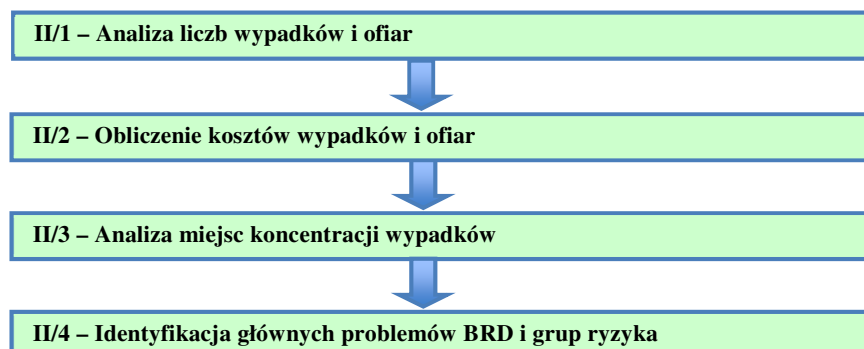 II/1 – Analiza liczb wypadków i ofiar
II/2 – Obliczenie kosztów wypadków i ofiar
II/3 – Analiza miejsc koncentracji wypadków
II/4 – Identyfikacja głównych problemów BRD i grup ryzyka